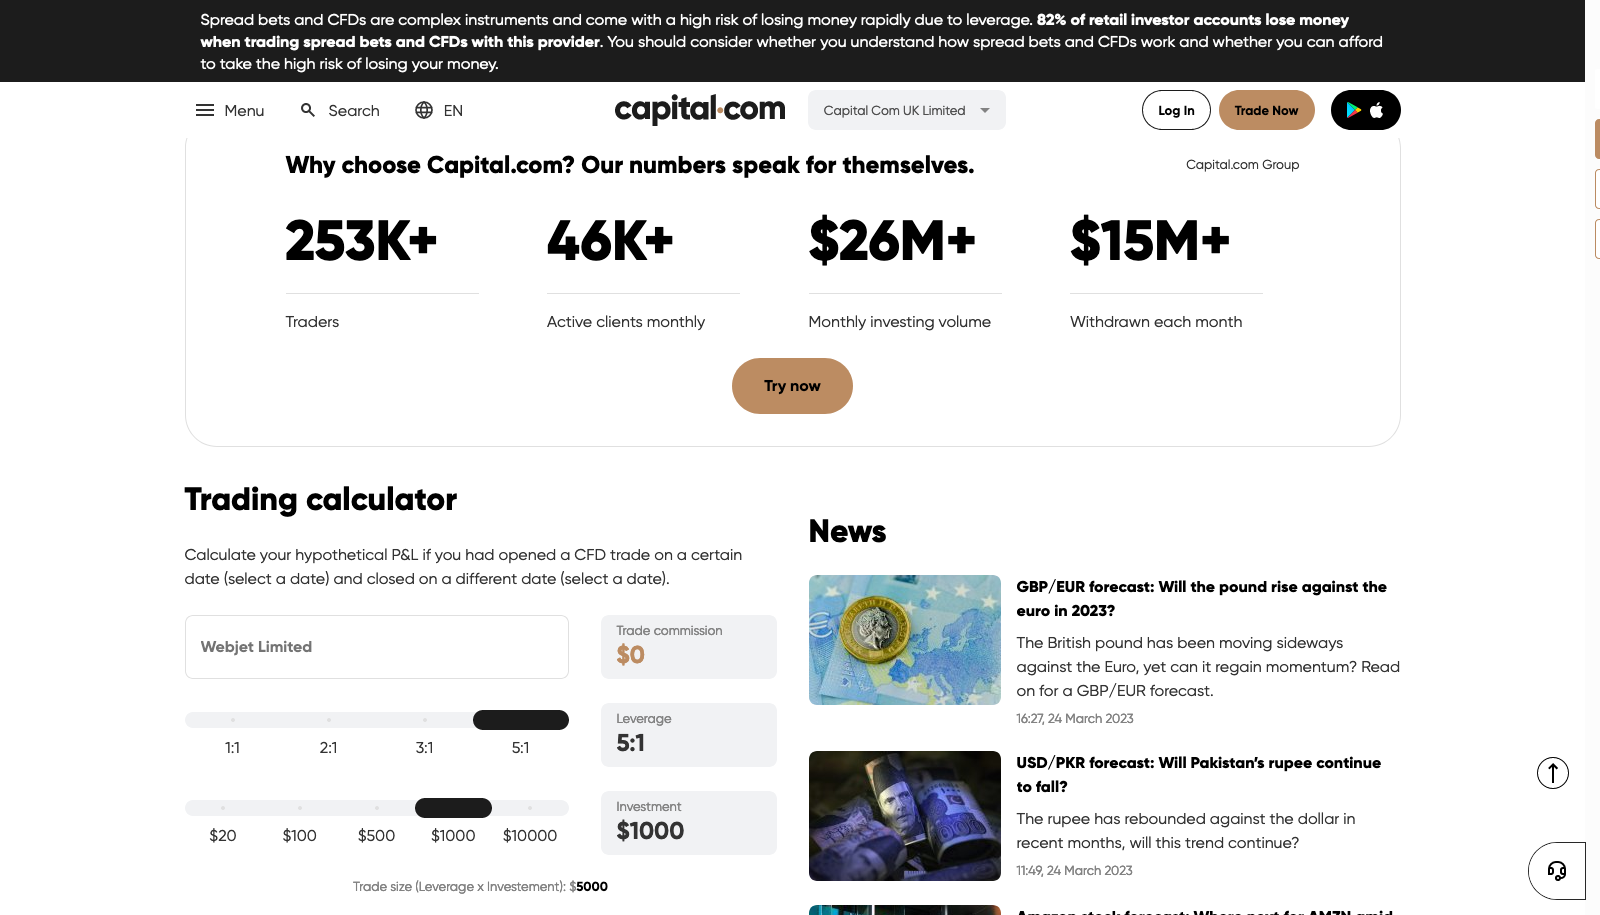 Spread bets and CFDs are complex instruments and come with a high risk of losing money rapidly due to leverage. 82% of retail investor accounts lose money
when trading spread bets and CFDs with this provider. You should consider whether you understand how spread bets and CFDs work and whether you can afford
to take the high risk of losing your money.
Menu
Search
EN
capital.com
Capital Com UK Limited
Log In
Trade Now
Why choose Capital.com? Our numbers speak for themselves.
Capital.com Group
253K+
46K+
$26M+
$15M+
Traders
Active clients monthly
Monthly investing volume
Withdrawn each month
Try now
Trading calculator
Calculate your hypothetical P&L if you had opened a CFD trade on a certain
date (select a date) and closed on a different date (select a date).
Webjet Limited
Trade commission
$0
1:1
2:1
3:1
5:1
Leverage
5:1
$20
$100
$500
$1000
$10000
Investment
$1000
Trade size (Leverage x Investement): $5000
News
GBP/EUR forecast: Will the pound rise against the
euro in 2023?
The British pound has been moving sideways
against the Euro, yet can it regain momentum? Read
on for a GBP/EUR forecast.
16:27, 24 March 2023
USD/PKR forecast: Will Pakistan's rupee continue
to fall?
The rupee has rebounded against the dollar in
recent months, will this trend continue?
11:49, 24 March 2023
Amazon stock forecast: Where next for AMZN amid